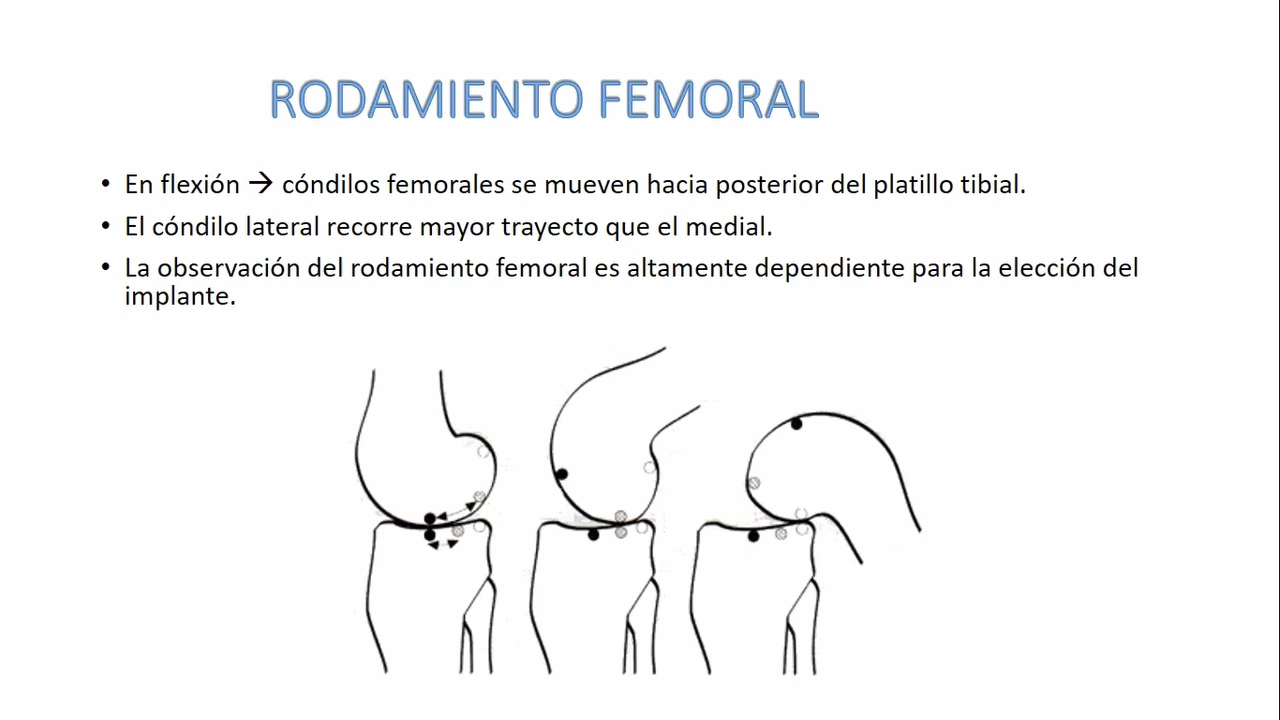 RODAMIENTO FEMORAL
• En flexión → cóndilos femorales se mueven hacia posterior del platillo tibial.
• El cóndilo lateral recorre mayor trayecto que el medial.
• La observación del rodamiento femoral es altamente dependiente para la elección del
implante.